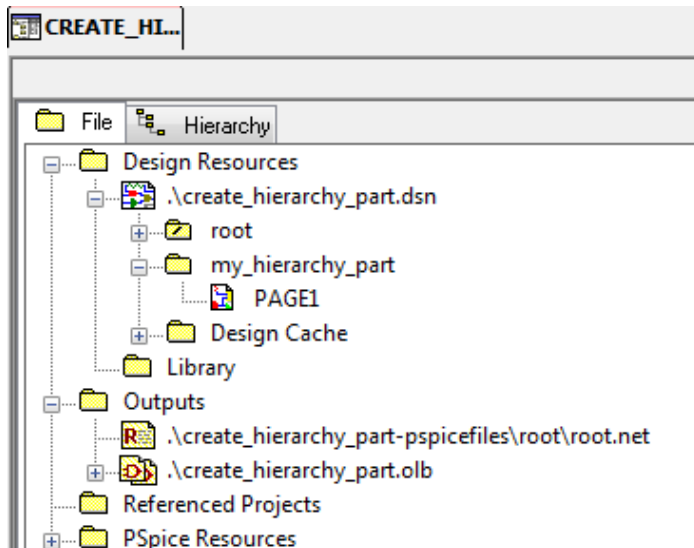 CREATE_HI...
File Hierarchy
Design Resources
.\create_hierarchy_part.dsn
root
my_hierarchy_part
PAGE1
Design Cache
Library
Outputs
.\create_hierarchy_part-pspicefiles\root\root.net
.\create_hierarchy_part.olb
Referenced Projects
PSpice Resources